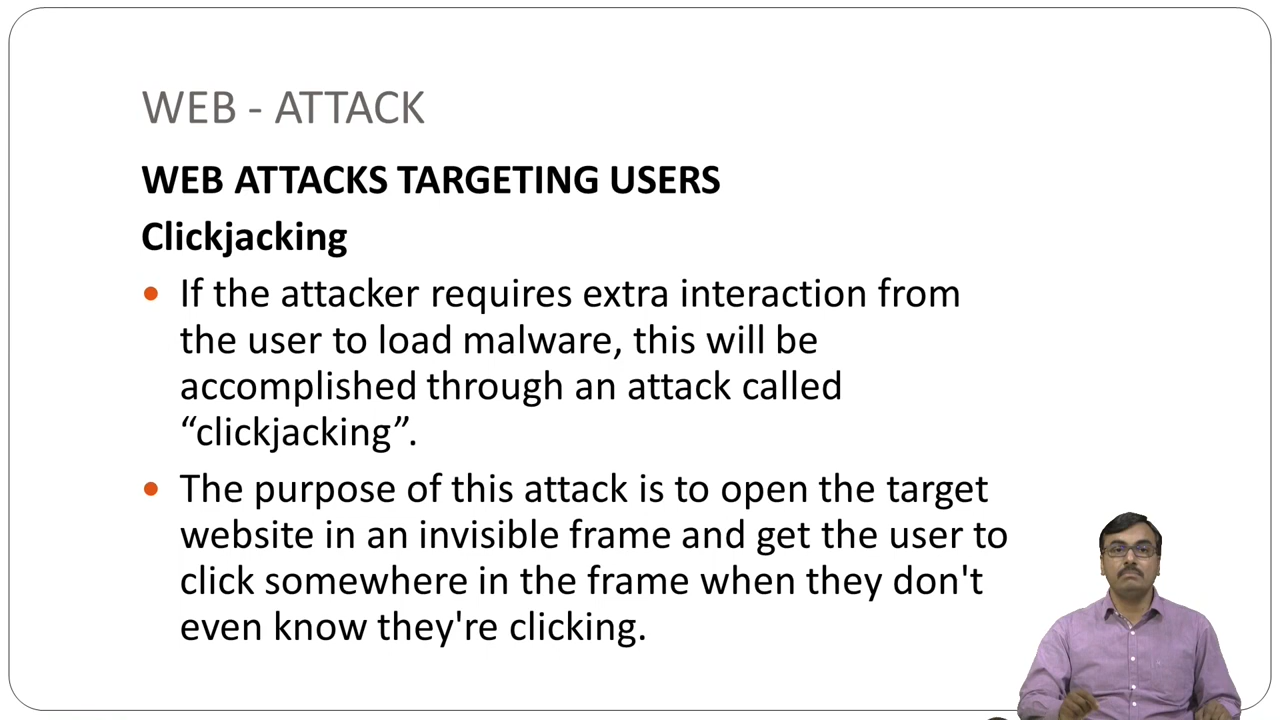 WEB - ATTACK
WEB ATTACKS TARGETING USERS
Clickjacking
• If the attacker requires extra interaction from
the user to load malware, this will be
accomplished through an attack called
“clickjacking”.
• The purpose of this attack is to open the target
website in an invisible frame and get the user to
click somewhere in the frame when they don't
even know they're clicking.